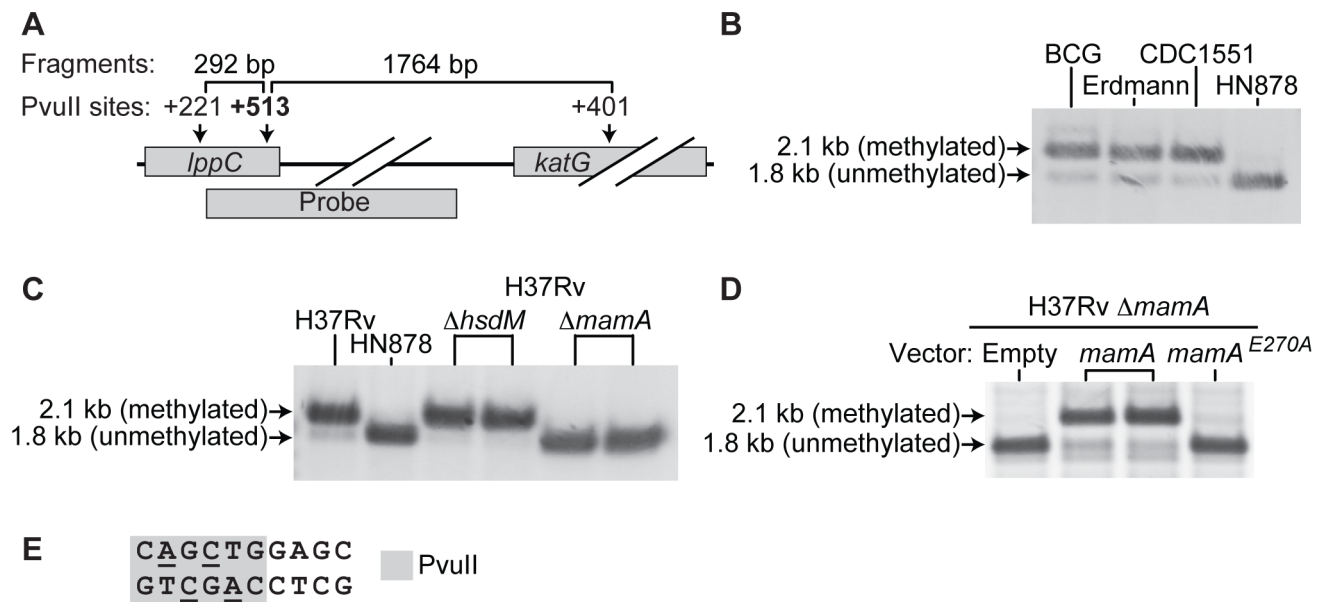 A
Fragments: 292 bp 1764 bp
PvuII sites: +221 +513 +401
lppC katG
Probe
B
BCG CDC1551
Erdmann HN878
2.1 kb (methylated)
1.8 kb (unmethylated)
C
H37Rv
H37Rv ΔhsdM ΔmamA
HN878
2.1 kb (methylated)
1.8 kb (unmethylated)
D
H37Rv ΔmamA
Vector: Empty mamA mamA E270A
2.1 kb (methylated)
1.8 kb (unmethylated)
E
CAGCTGGAGC
GTCGACCTCG
PvuII